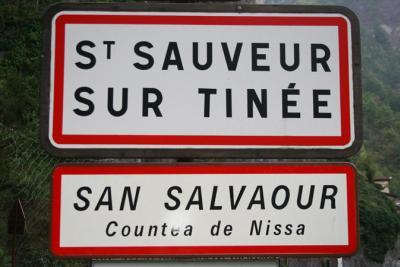 ST SAUVEUR
SUR TINÉE
SAN SALVAOUR
Countea de Nissa